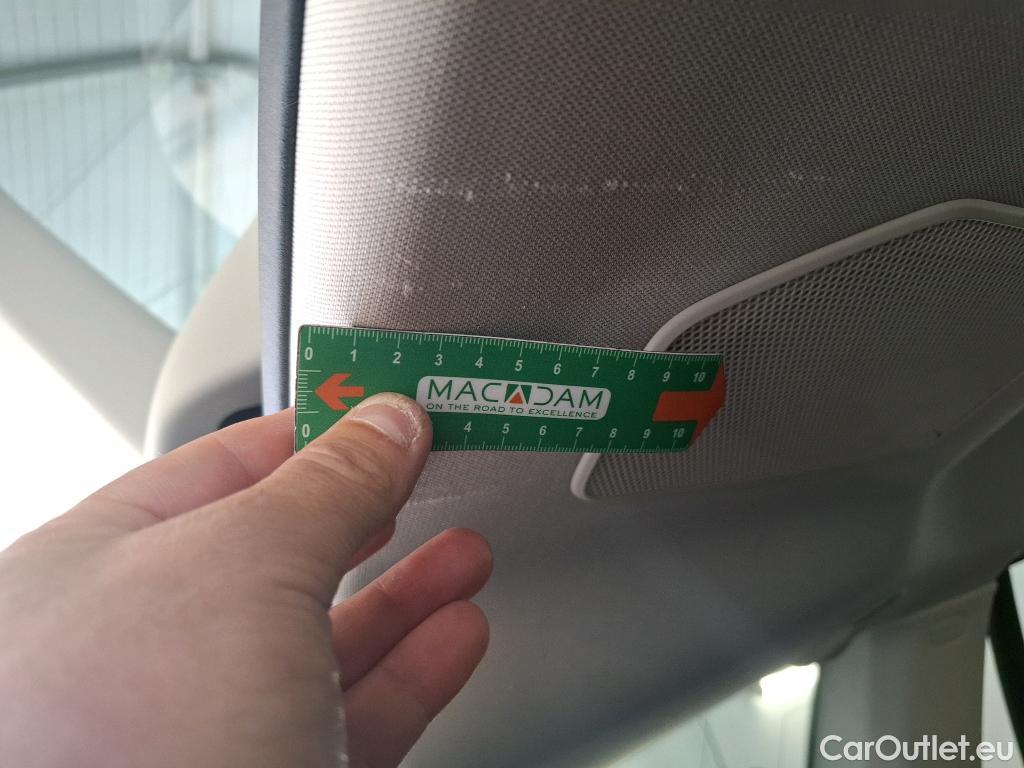 0 1 2 3 4 5 6 7 8 9 10
MACADAM
ON THE ROAD TO EXCELLENCE
0 4 5 6 7 8 9 10
CarOutlet.eu